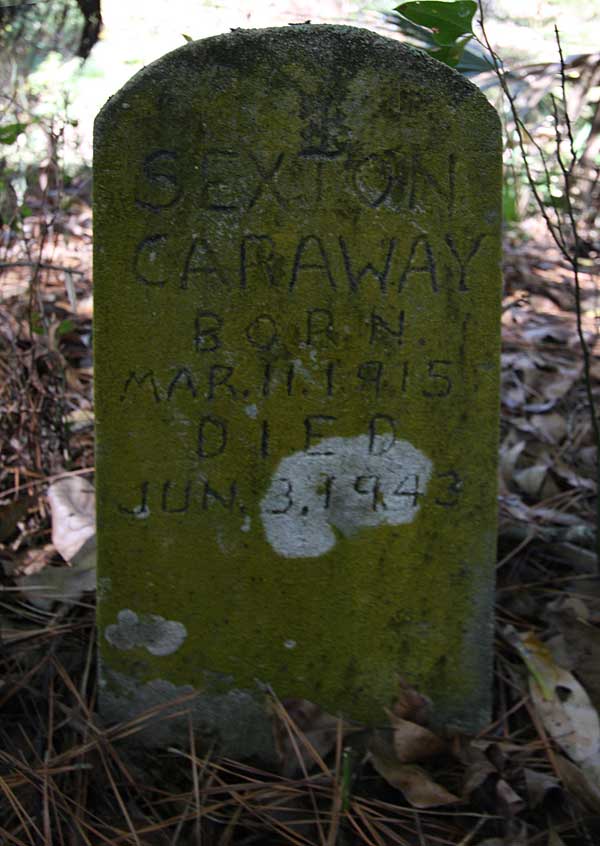 SEXTON
CARAWAY
BORN.
MAR. 11. 1915
DIED
JUN. 3, 1943